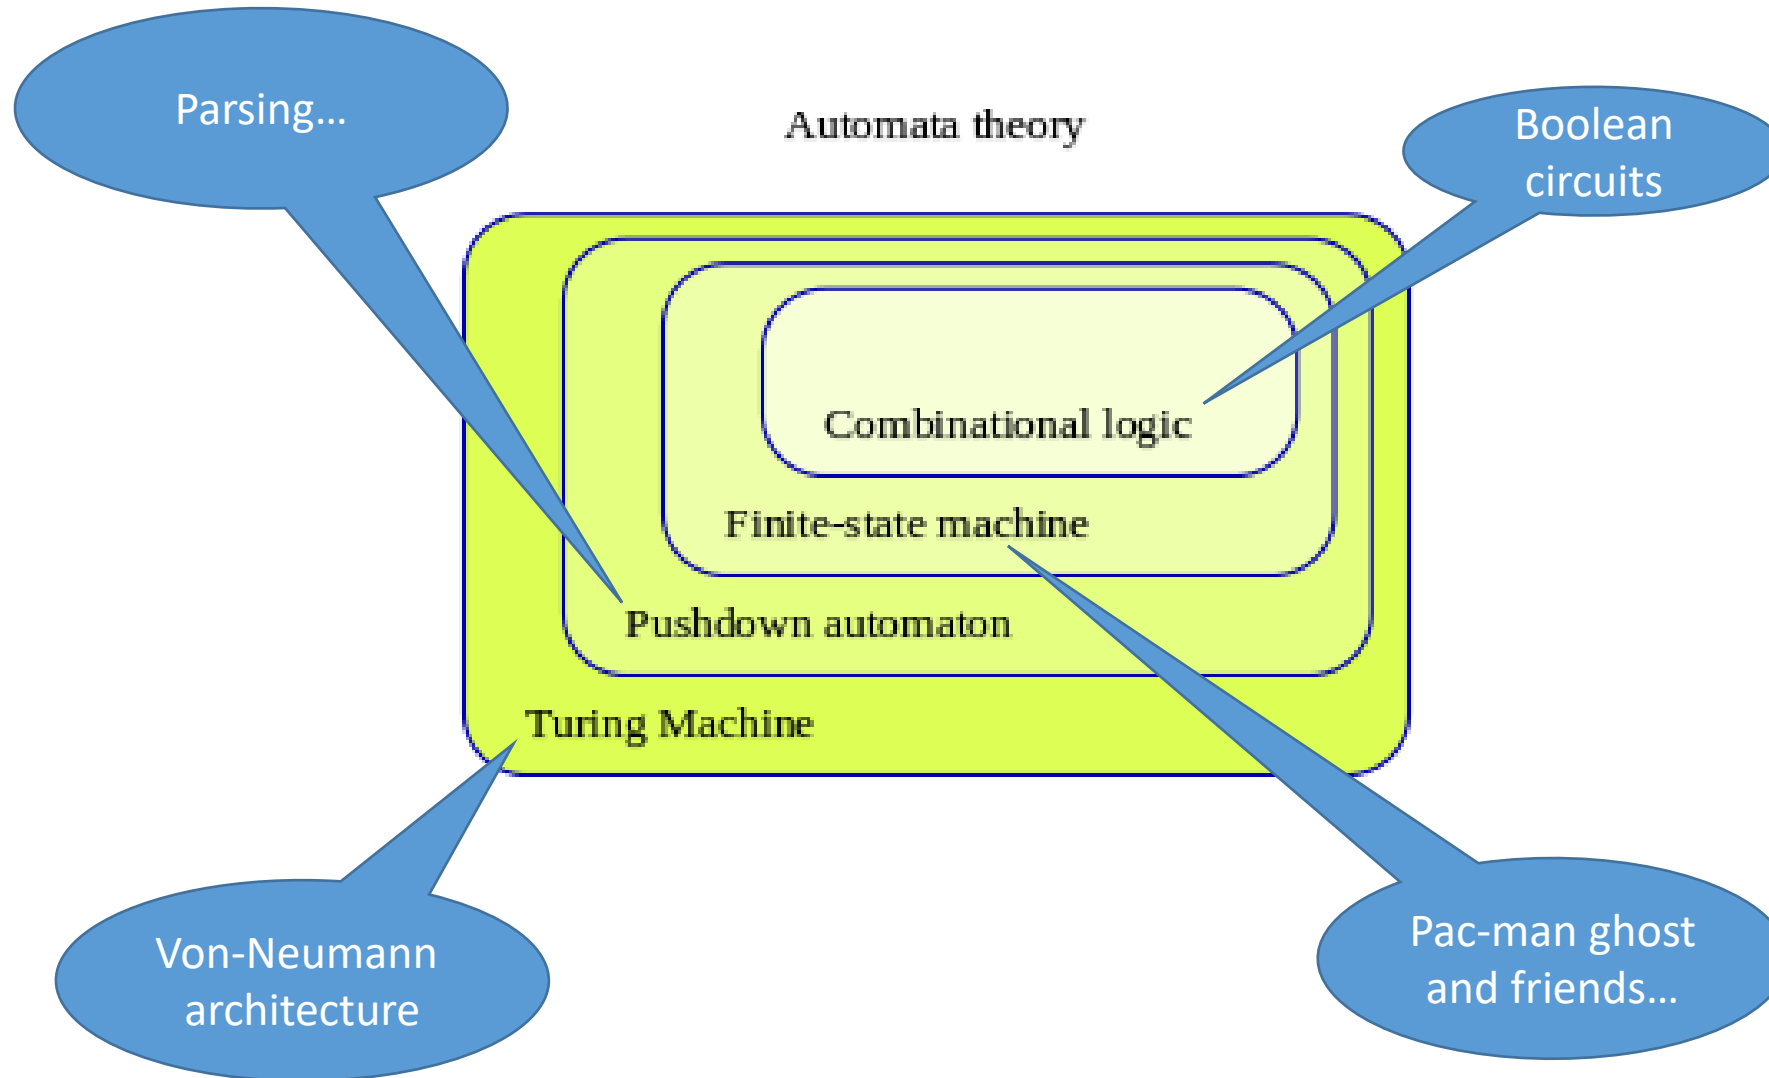 Parsing…
Automata theory
Boolean
circuits
Combinational logic
Finite-state machine
Pushdown automaton
Turing Machine
Von-Neumann
architecture
Pac-man ghost
and friends…